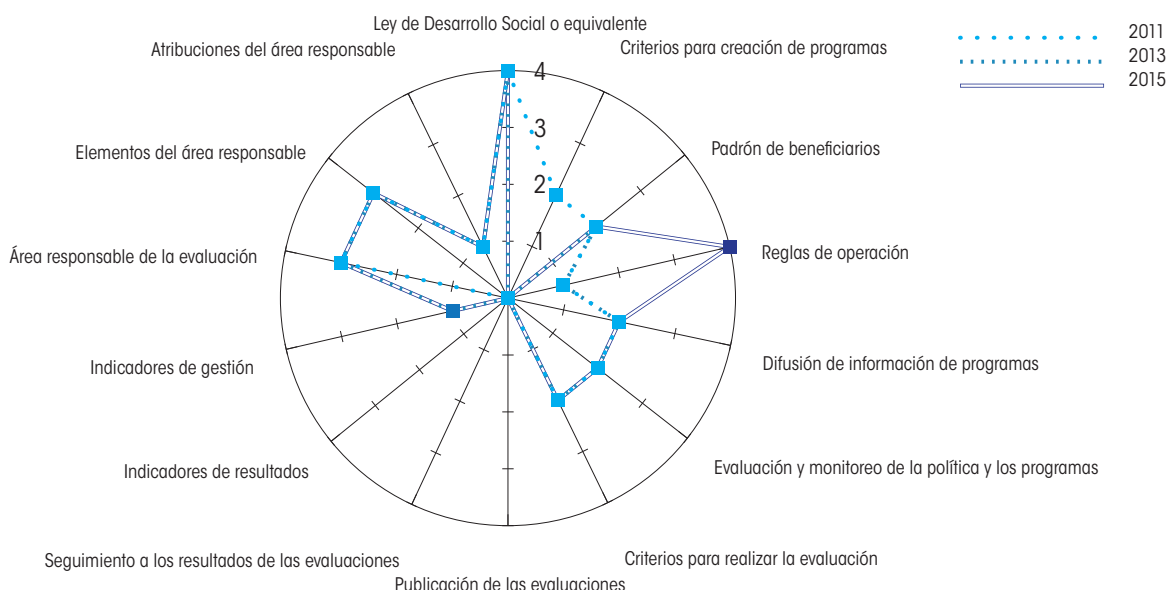 Ley de Desarrollo Social o equivalente
Criterios para creación de programas
Padrón de beneficiarios
Reglas de operación
Difusión de información de programas
Evaluación y monitoreo de la política y los programas
Criterios para realizar la evaluación
Publicación de las evaluaciones
Seguimiento a los resultados de las evaluaciones
Indicadores de resultados
Indicadores de gestión
Área responsable de la evaluación
Elementos del área responsable
Atribuciones del área responsable
4
3
2
1
2011
2013
2015